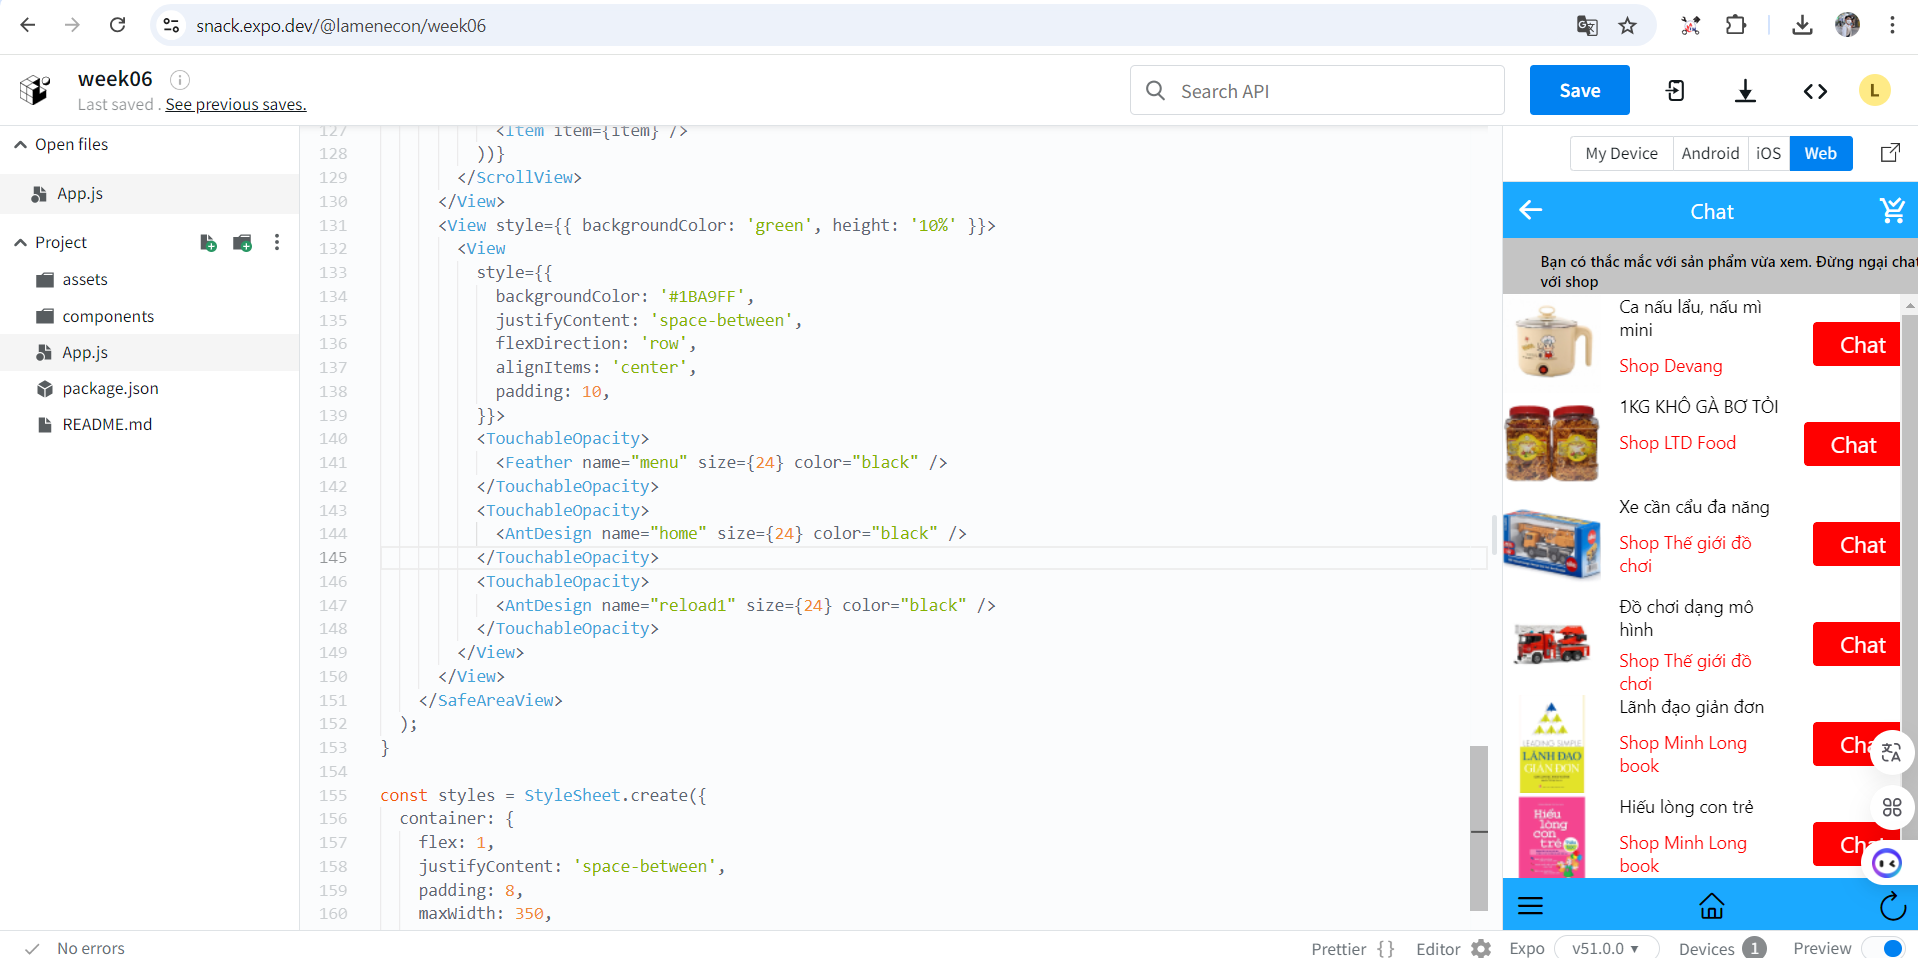 snack.expo.dev/@lamenecon/week06
week06
Last saved . See previous saves.
Search API
Save
L
Open files
App.js
Project
assets
components
App.js
package.json
README.md
127 <Item item={item} />
128 ))}
129 </ScrollView>
130 </View>
131 <View style={{ backgroundColor: 'green', height: '10%' }}>
132 <View
133 style={{
134 backgroundColor: '#1BA9FF',
135 justifyContent: 'space-between',
136 flexDirection: 'row',
137 alignItems: 'center',
138 padding: 10,
139 }}>
140 <TouchableOpacity>
141 <Feather name="menu" size={24} color="black" />
142 </TouchableOpacity>
143 <TouchableOpacity>
144 <AntDesign name="home" size={24} color="black" />
145 </TouchableOpacity>
146 <TouchableOpacity>
147 <AntDesign name="reload1" size={24} color="black" />
148 </TouchableOpacity>
149 </View>
150 </View>
151 </SafeAreaView>
152 );
153 }
154
155 const styles = StyleSheet.create({
156 container: {
157 flex: 1,
158 justifyContent: 'space-between',
159 padding: 8,
160 maxWidth: 350,
My Device Android iOS Web
Chat
Bạn có thắc mắc với sản phẩm vừa xem. Đừng ngại chat
với shop
Ca nấu lẩu, nấu mì
mini
Shop Devang
Chat
1KG KHÔ GÀ BƠ TỎI
Shop LTD Food
Chat
Xe cần cẩu đa năng
Shop Thế giới đồ
chơi
Chat
Đồ chơi dạng mô
hình
Shop Thế giới đồ
chơi
Chat
LEADING SIMPLE
LÃNH ĐẠO
GIẢN ĐƠN
Lãnh đạo giản đơn
Shop Minh Long
book
Hiểu
lòng
con
trẻ
Hiếu lòng con trẻ
Shop Minh Long
book
No errors
Prettier {} Editor Expo v51.0.0 Devices 1 Preview